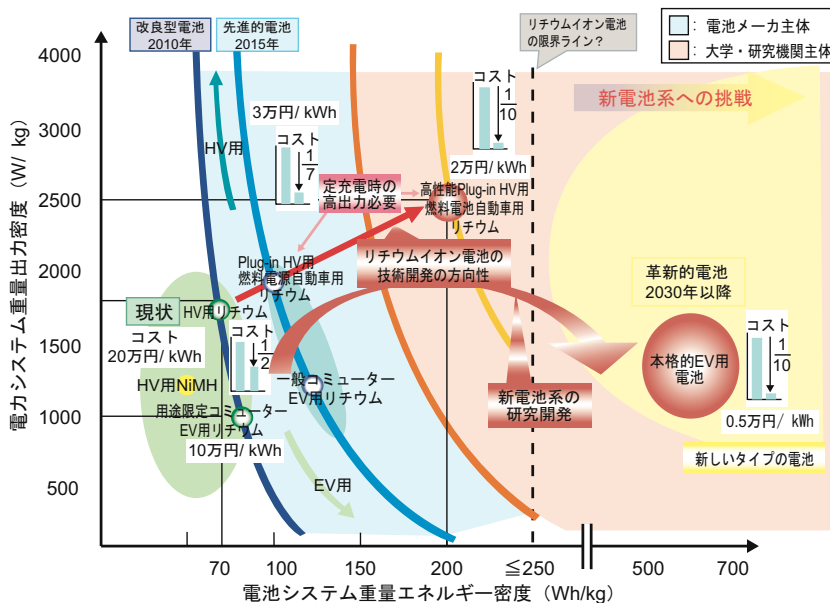 改良型電池
2010年
先進的電池
2015年
リチウムイオン電池
の限界ライン？
：電池メーカ主体
：大学・研究機関主体
電力システム重量出力密度（W/ kg）
4000
3000
2500
2000
1500
1000
500
HV用
3万円/ kWh
コスト
1
7
コスト
1
10
2万円/ kWh
新電池系への挑戦
定充電時の
高出力必要
高性能Plug-in HV用
燃料電池自動車用
リチウム
リチウムイオン電池の
技術開発の方向性
Plug-in HV用
燃料電源自動車用
リチウム
現状
HV用リチウム
コスト
20万円/ kWh
コスト
1
2
HV用NiMH
一般コミューター
EV用リチウム
用途限定コミューター
EV用リチウム
10万円/ kWh
EV用
新電池系の
研究開発
革新的電池
2030年以降
本格的EV用
電池
コスト
1
10
0.5万円/ kWh
新しいタイプの電池
70
100
150
200
≦250
500
700
電池システム重量エネルギー密度（Wh/kg）